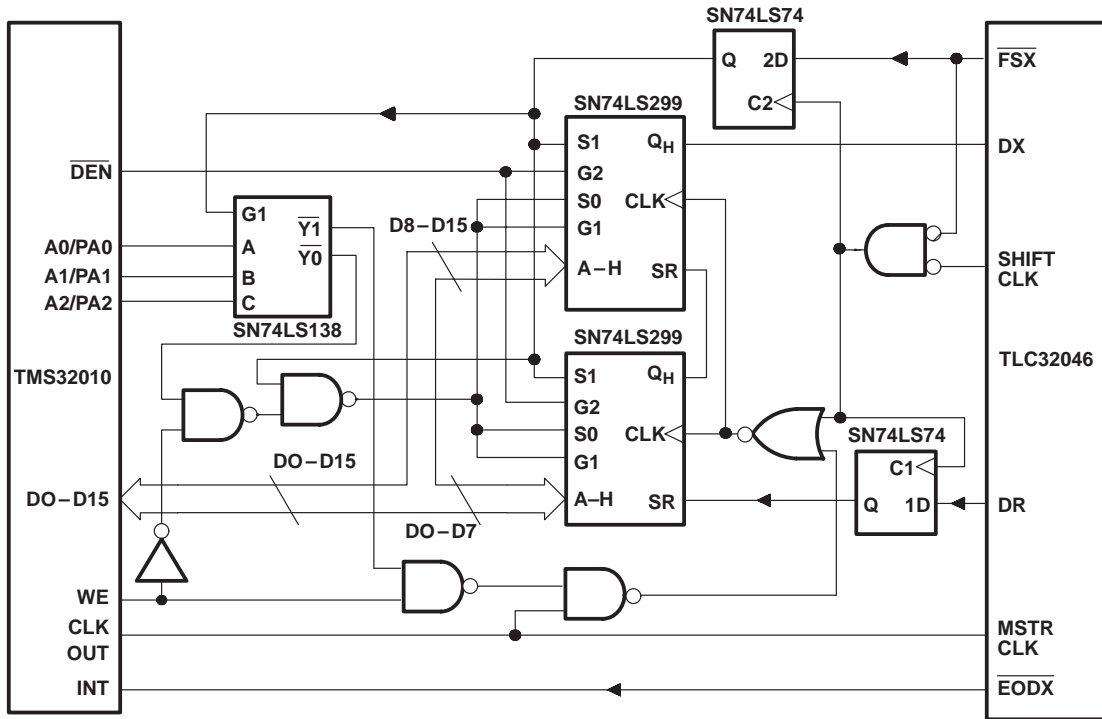 SN74LS74
Q 2D
C2
FSX
SN74LS299
S1 QH
G2
S0 CLK
G1
A–H SR
DX
DEN
G1 Y1
A Y0
B
C
SN74LS138
A0/PA0
A1/PA1
A2/PA2
D8–D15
SHIFT
CLK
SN74LS299
S1 QH
G2
S0 CLK
G1
A–H SR
TMS32010
TLC32046
SN74LS74
C1
Q 1D
DO–D15
DO–D15
DO–D7
DR
WE
CLK
OUT
MSTR
CLK
INT
EODX